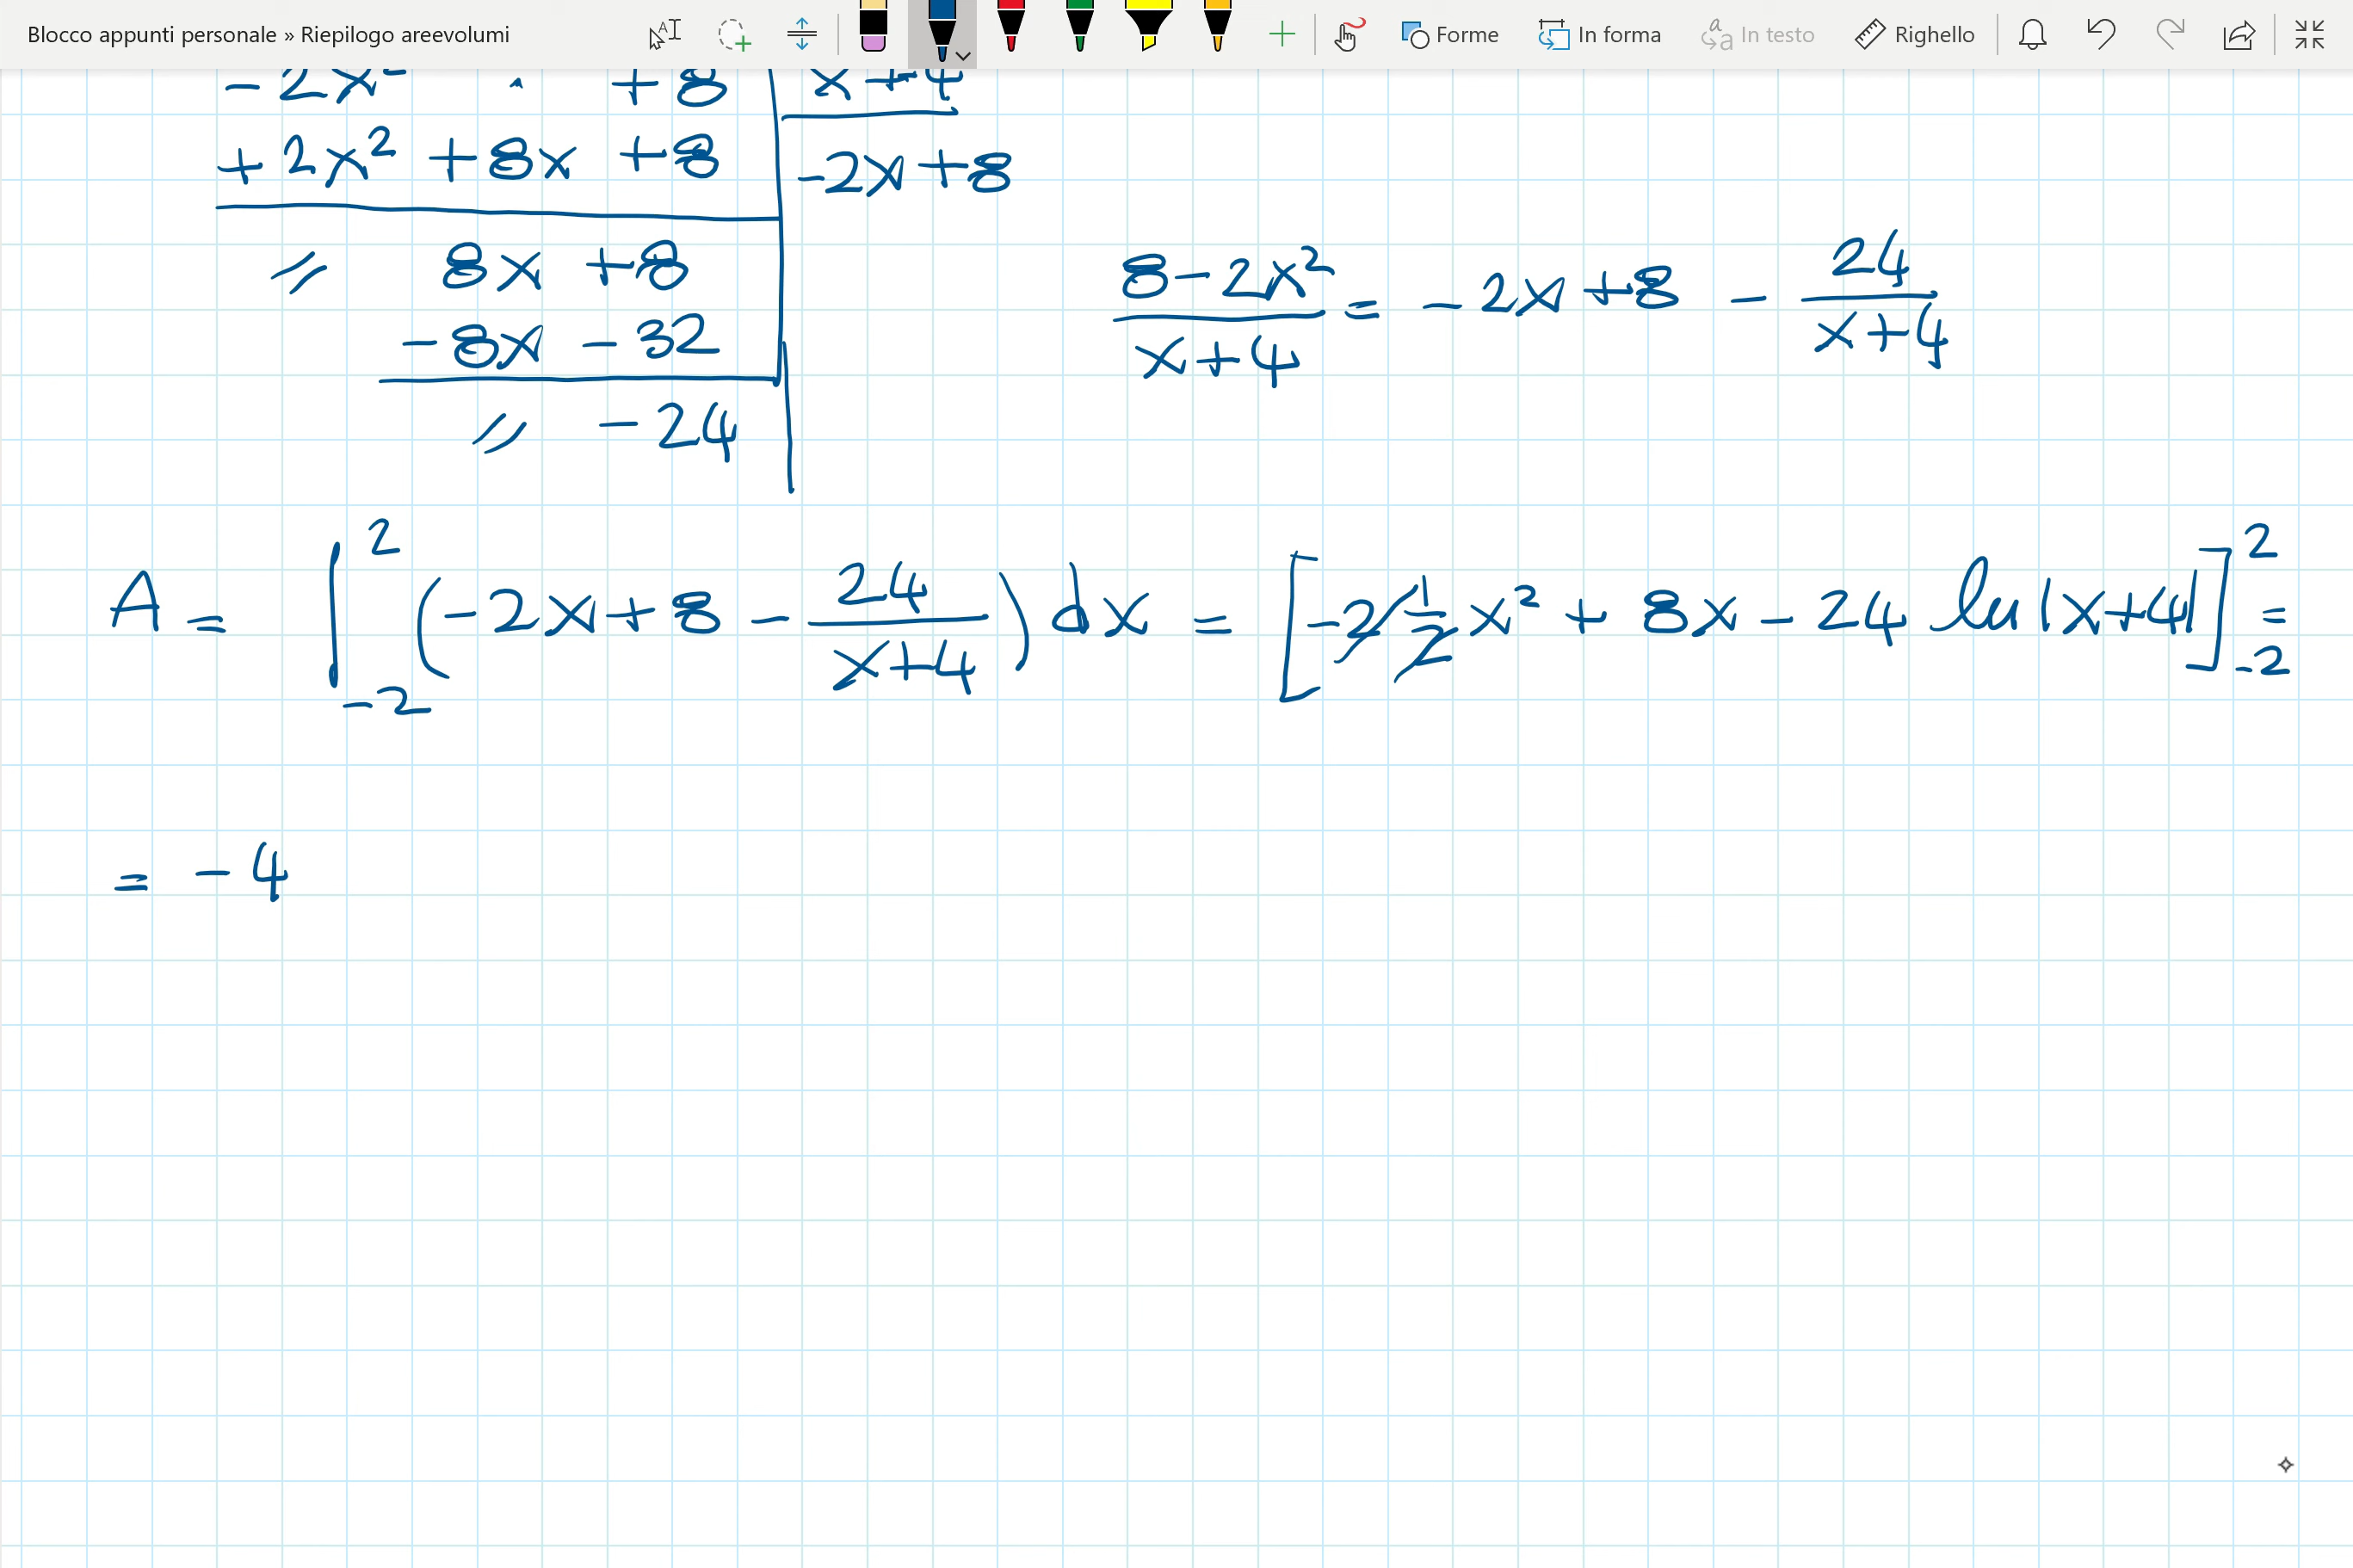 Blocco appunti personale » Riepilogo areevolumi Forme In forma In testo Righello
-2x² · +8 | x+4
+2x² +8x +8 | -2x+8
// 8x +8
-8x -32
// -24
(8-2x²)/(x+4) = -2x+8 - 24/(x+4)
A = ∫_{-2}^{2} (-2x+8 - 24/(x+4)) dx = [-2 1/2 x² + 8x - 24 ln|x+4|]_{-2}^{2} =
= -4